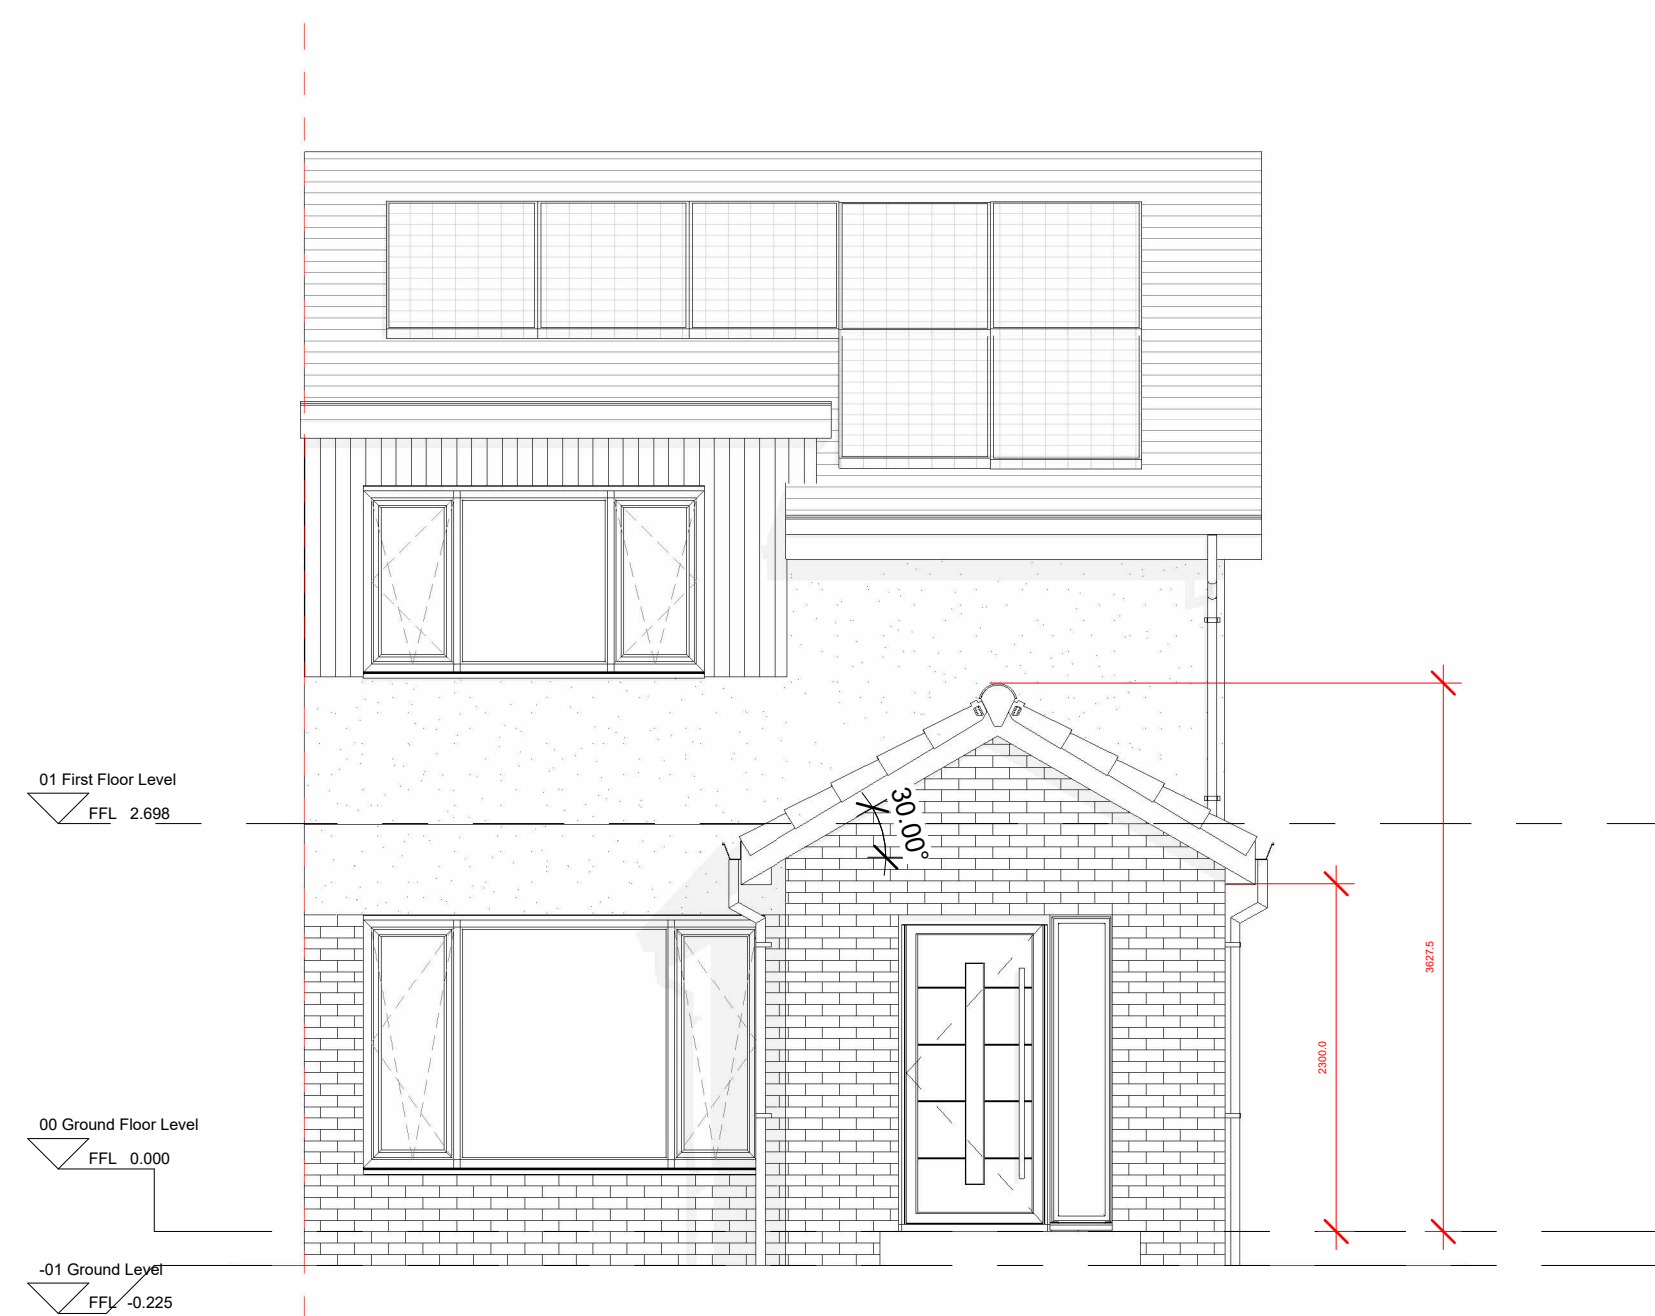 01 First Floor Level
FFL 2.698
30.00°
3627.5
2300.0
00 Ground Floor Level
FFL 0.000
-01 Ground Level
FFL -0.225